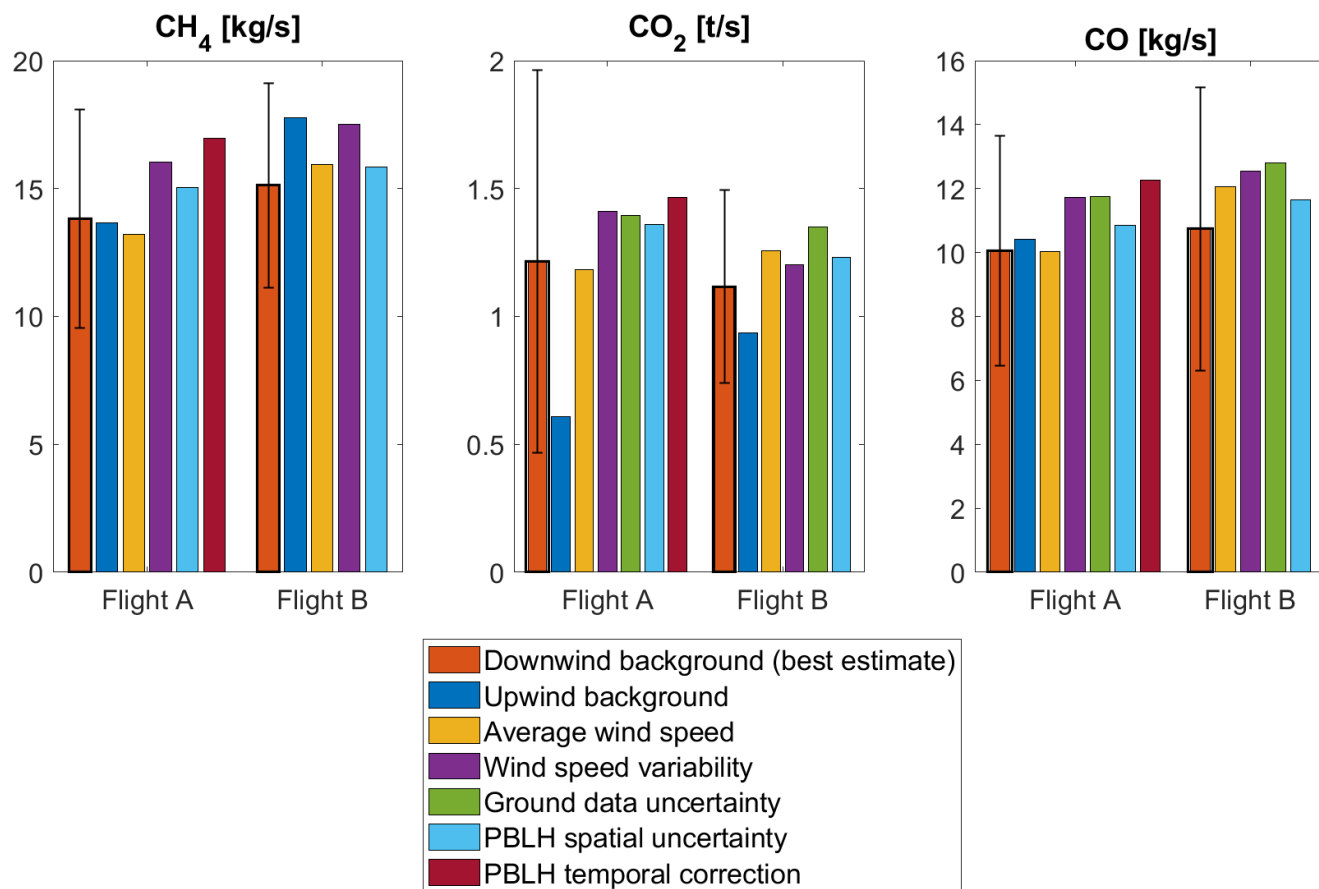 CH4 [kg/s]
20
15
10
5
0
Flight A
Flight B
CO2 [t/s]
2
1.5
1
0.5
0
Flight A
Flight B
CO [kg/s]
16
14
12
10
8
6
4
2
0
Flight A
Flight B
Downwind background (best estimate)
Upwind background
Average wind speed
Wind speed variability
Ground data uncertainty
PBLH spatial uncertainty
PBLH temporal correction